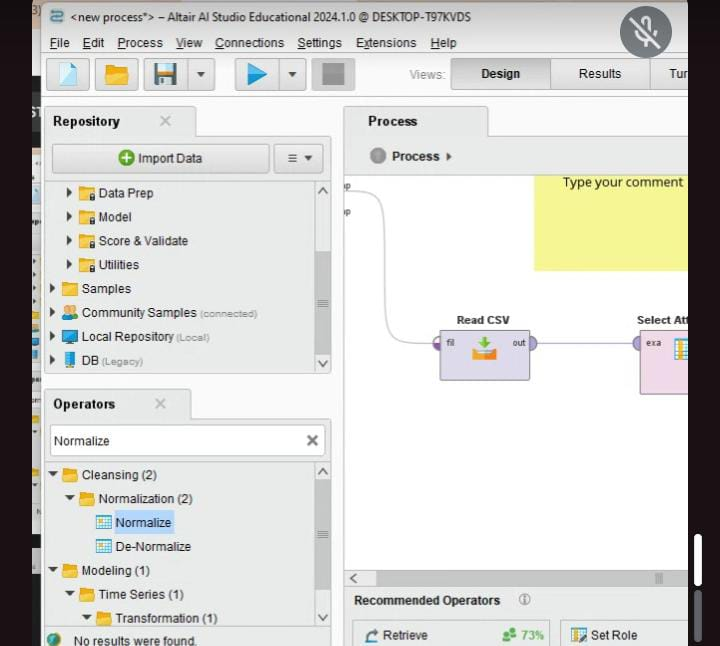 <new process*> – Altair AI Studio Educational 2024.1.0 @ DESKTOP-T97KVDS
File Edit Process View Connections Settings Extensions Help
Views: Design Results Tur
Repository
Import Data
Data Prep
Model
Score & Validate
Utilities
Samples
Community Samples (connected)
Local Repository (Local)
DB (Legacy)
Operators
Normalize
Cleansing (2)
Normalization (2)
Normalize
De-Normalize
Modeling (1)
Time Series (1)
Transformation (1)
No results were found.
Process
Process
Type your comment
Read CSV
fil out
Select Att
exa
Recommended Operators
Retrieve 73% Set Role